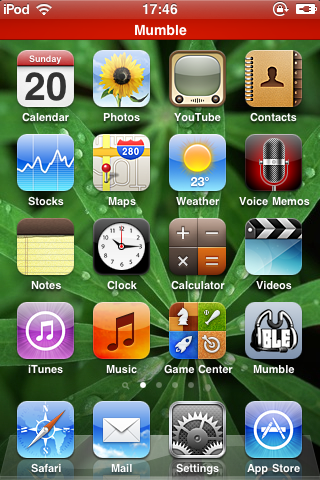 iPod 17:46
Mumble
Sunday
20
Calendar Photos YouTube Contacts
280
23°
Stocks Maps Weather Voice Memos
Notes Clock Calculator Videos
iTunes Music Game Center Mumble
BLE
Safari Mail Settings App Store